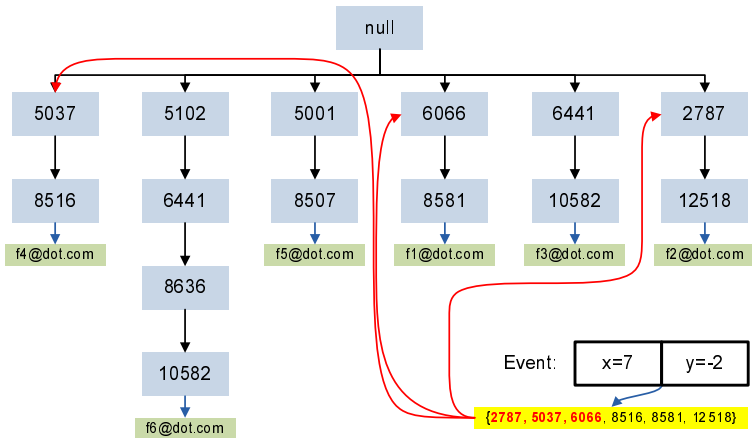 null
5037 5102 5001 6066 6441 2787
8516 6441 8507 8581 10582 12518
f4@dot.com f5@dot.com f1@dot.com f3@dot.com f2@dot.com
8636
Event: x=7 y=-2
10582
{2787, 5037, 6066, 8516, 8581, 12518}
f6@dot.com